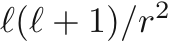 ℓ(ℓ + 1)/r²